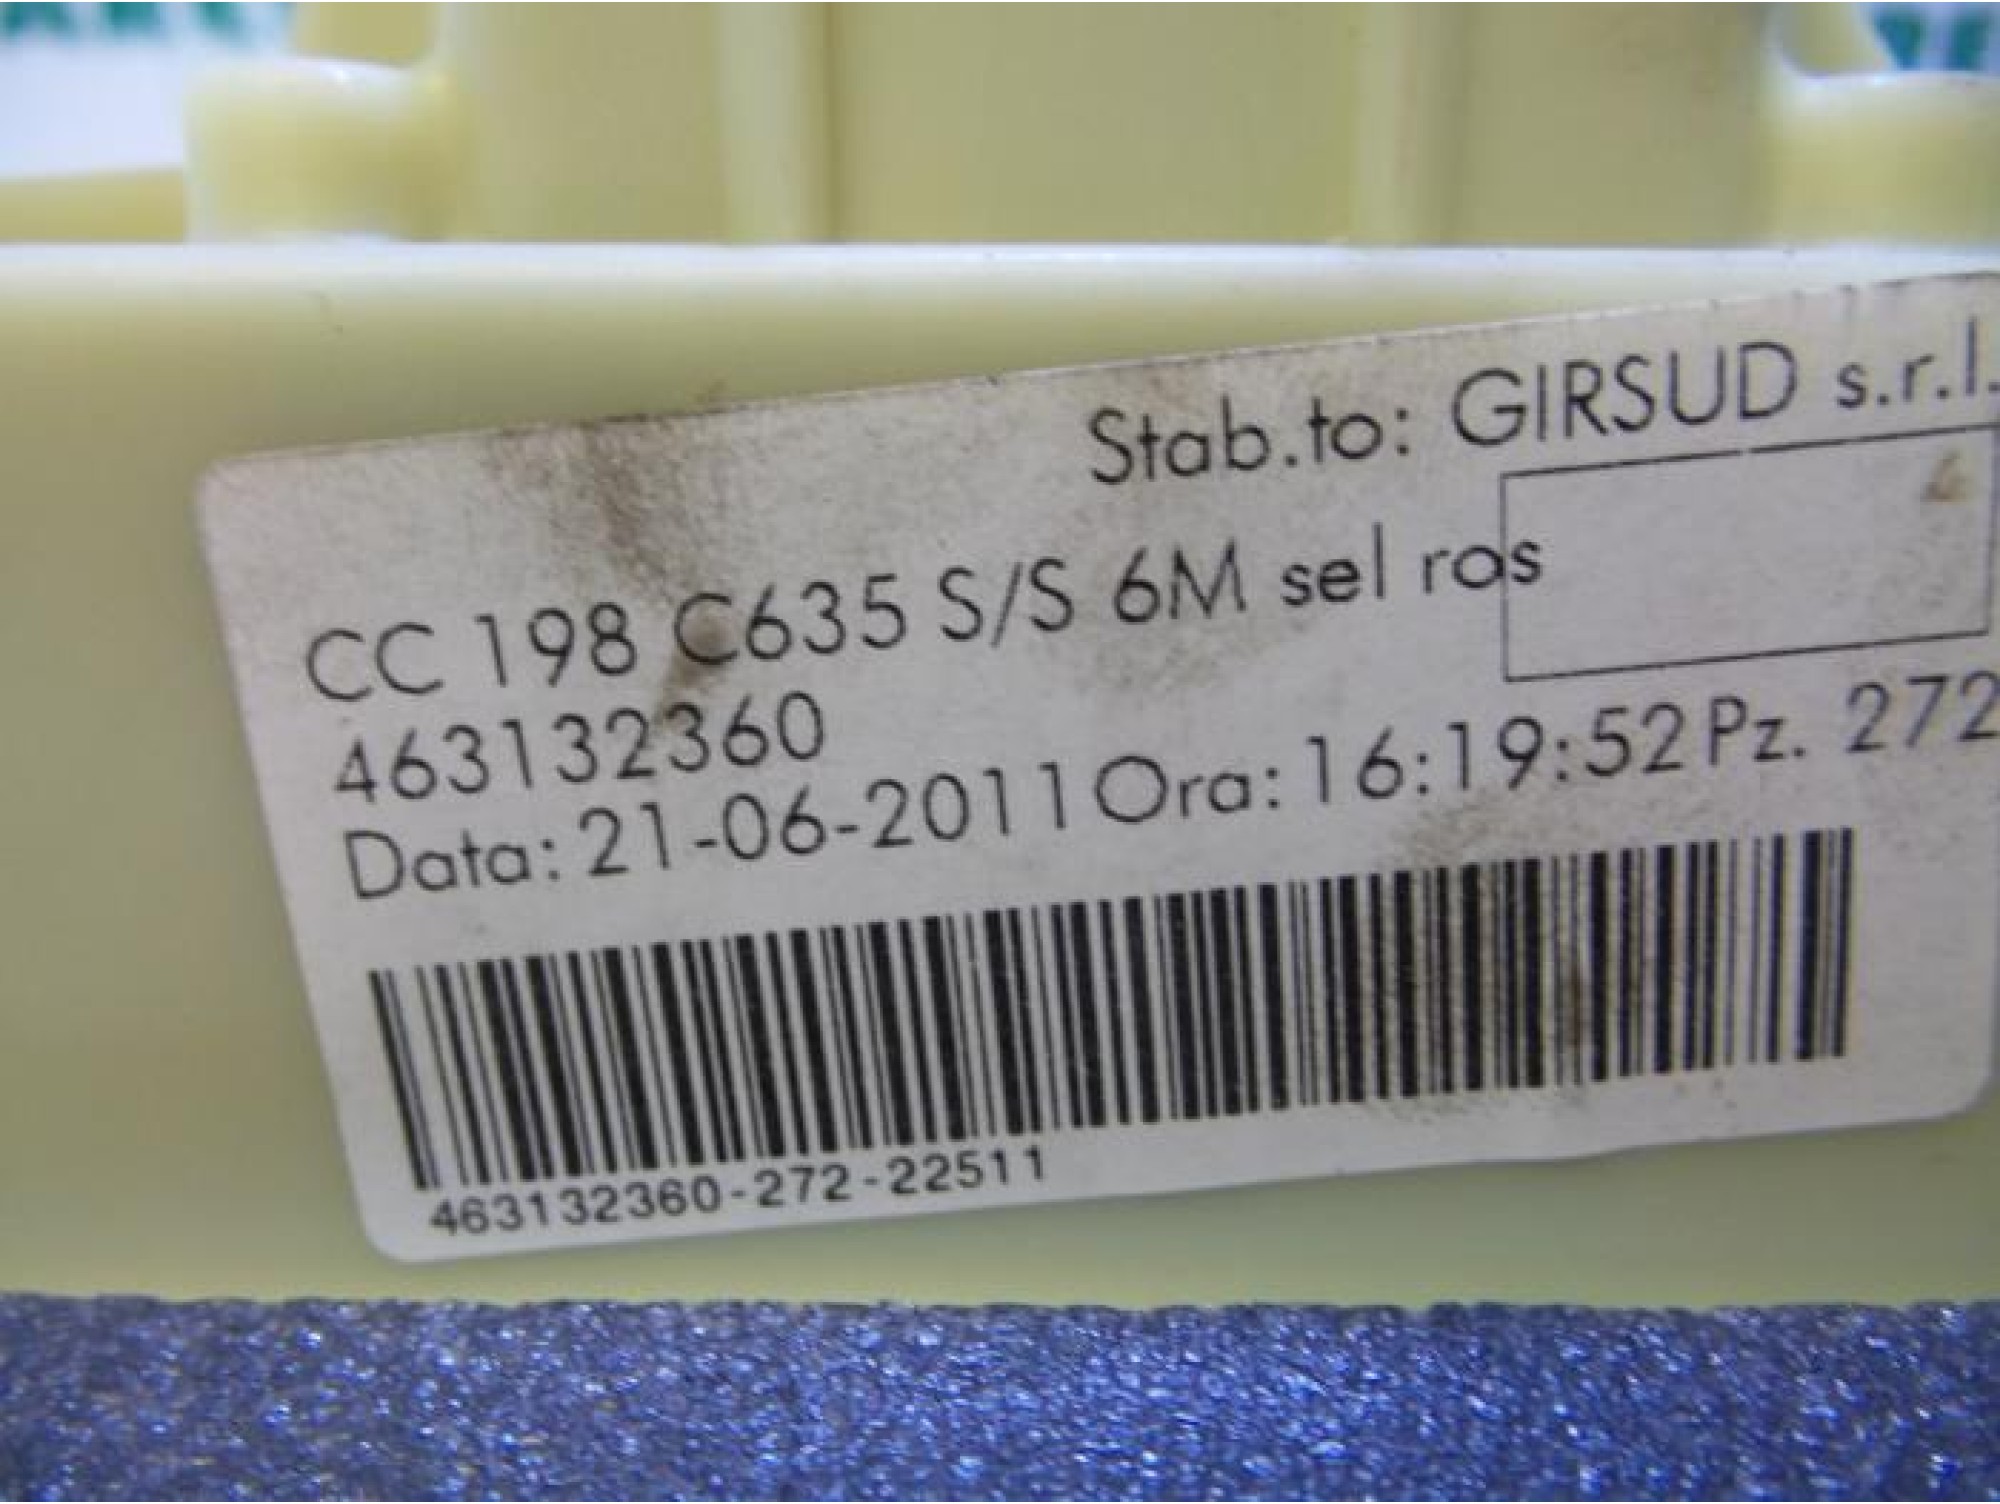 Stab.to: GIRSUD s.r.l.
CC 198 C635 S/S 6M sel ros
463132360
Data: 21-06-2011 Ora: 16:19:52 Pz. 272
463132360-272-22511